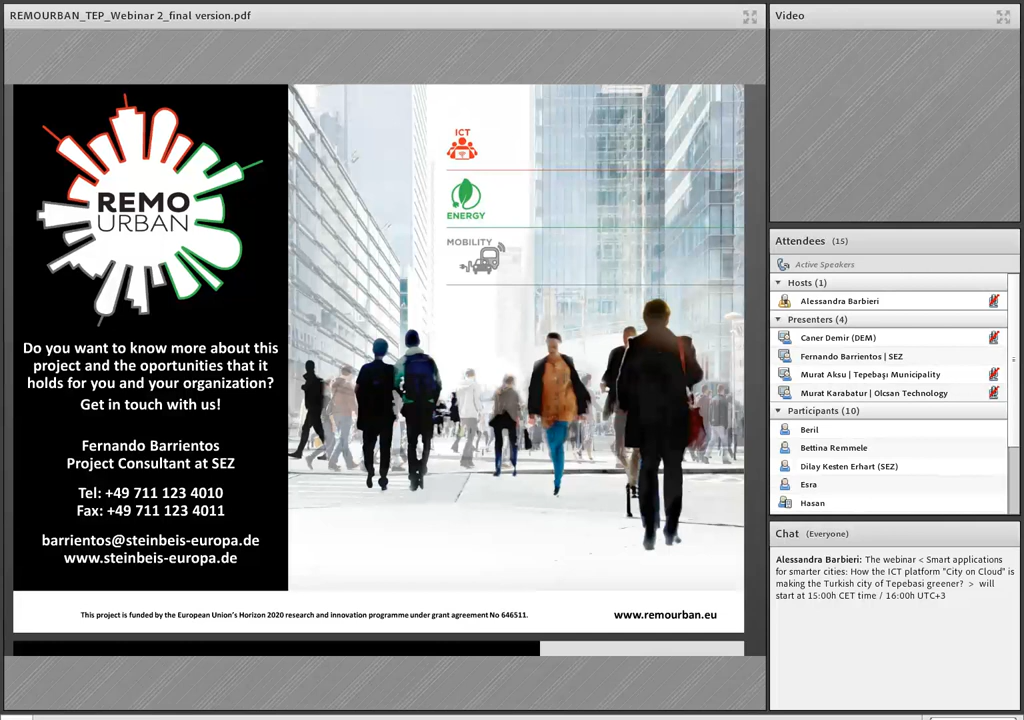 REMOURBAN_TEP_Webinar 2_final version.pdf
REMO
URBAN
Do you want to know more about this
project and the oportunities that it
holds for you and your organization?
Get in touch with us!
Fernando Barrientos
Project Consultant at SEZ
Tel: +49 711 123 4010
Fax: +49 711 123 4011
barrientos@steinbeis-europa.de
www.steinbeis-europa.de
ICT
ENERGY
MOBILITY
This project is funded by the European Union's Horizon 2020 research and innovation programme under grant agreement No 646511.
www.remourban.eu
Video
Attendees (15)
Active Speakers
Hosts (1)
Alessandra Barbieri
Presenters (4)
Caner Demir (DEM)
Fernando Barrientos | SEZ
Murat Aksu | Tepebaşı Municipality
Murat Karabatur | Olcsan Technology
Participants (10)
Beril
Bettina Remmele
Dilay Kesten Erhart (SEZ)
Esra
Hasan
Chat (Everyone)
Alessandra Barbieri: The webinar < Smart applications
for smarter cities: How the ICT platform "City on Cloud" is
making the Turkish city of Tepebasi greener? > will
start at 15:00h CET time / 16:00h UTC+3